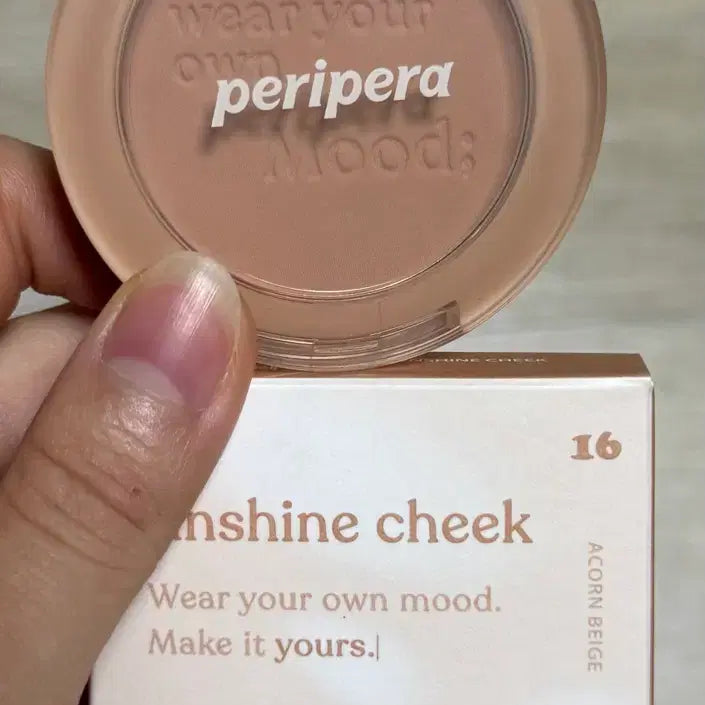 wear your
own
peripera
Mood;
SHINE CHEEK
16
nshine cheek
ACORN BEIGE
Wear your own mood.
Make it yours.|